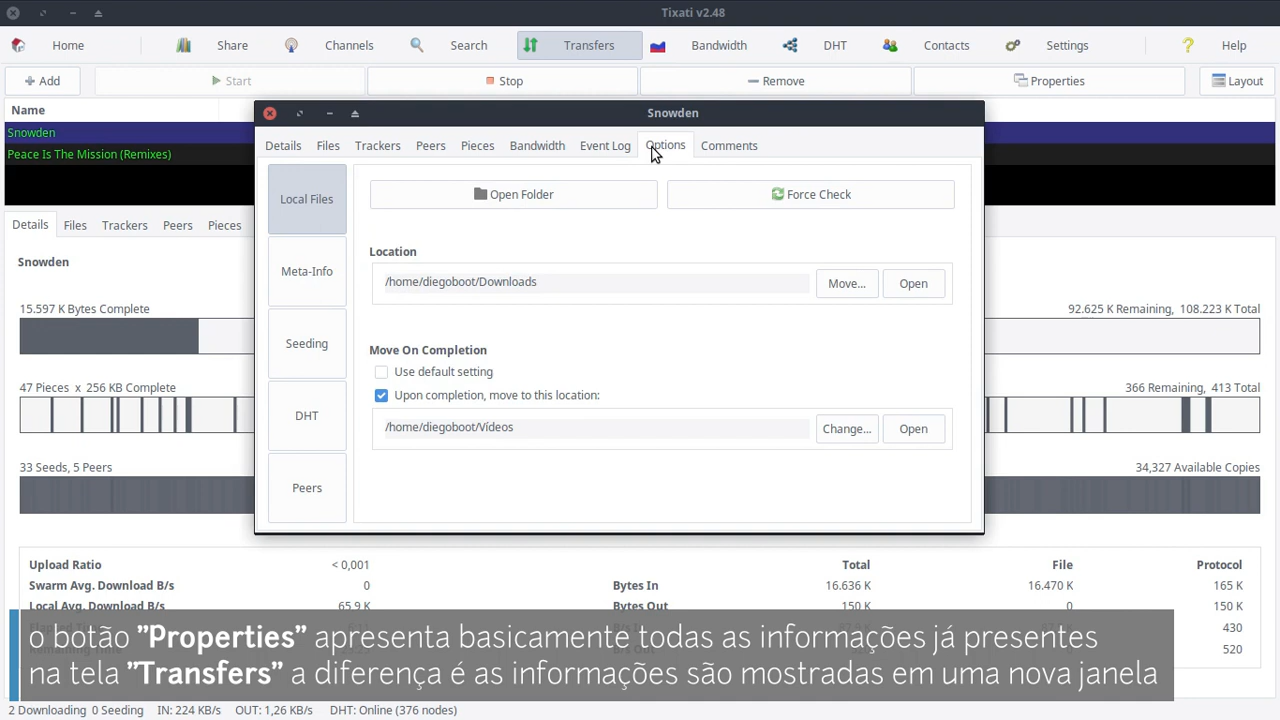 Tixati v2.48
Home Share Channels Search Transfers Bandwidth DHT Contacts Settings Help
Add Start Stop Remove Properties Layout
Name
Snowden
Peace Is The Mission (Remixes)
Snowden
Details Files Trackers Peers Pieces Bandwidth Event Log Options Comments
Local Files
Meta-Info
Seeding
DHT
Peers
Open Folder Force Check
Location
/home/diegoboot/Downloads Move... Open
Move On Completion
Use default setting
Upon completion, move to this location:
/home/diegoboot/Vídeos Change... Open
Details Files Trackers Peers Pieces
Snowden
15.597 K Bytes Complete 92.625 K Remaining, 108.223 K Total
47 Pieces x 256 KB Complete 366 Remaining, 413 Total
33 Seeds, 5 Peers 34,327 Available Copies
Upload Ratio < 0,001 Total File Protocol
Swarm Avg. Download B/s 0 Bytes In 16.636 K 16.470 K 165 K
Local Avg. Download B/s 65.9 K Bytes Out 150 K 0 150 K
430
520
o botão "Properties" apresenta basicamente todas as informações já presentes
na tela "Transfers" a diferença é as informações são mostradas em uma nova janela
2 Downloading 0 Seeding IN: 224 KB/s OUT: 1,26 KB/s DHT: Online (376 nodes)